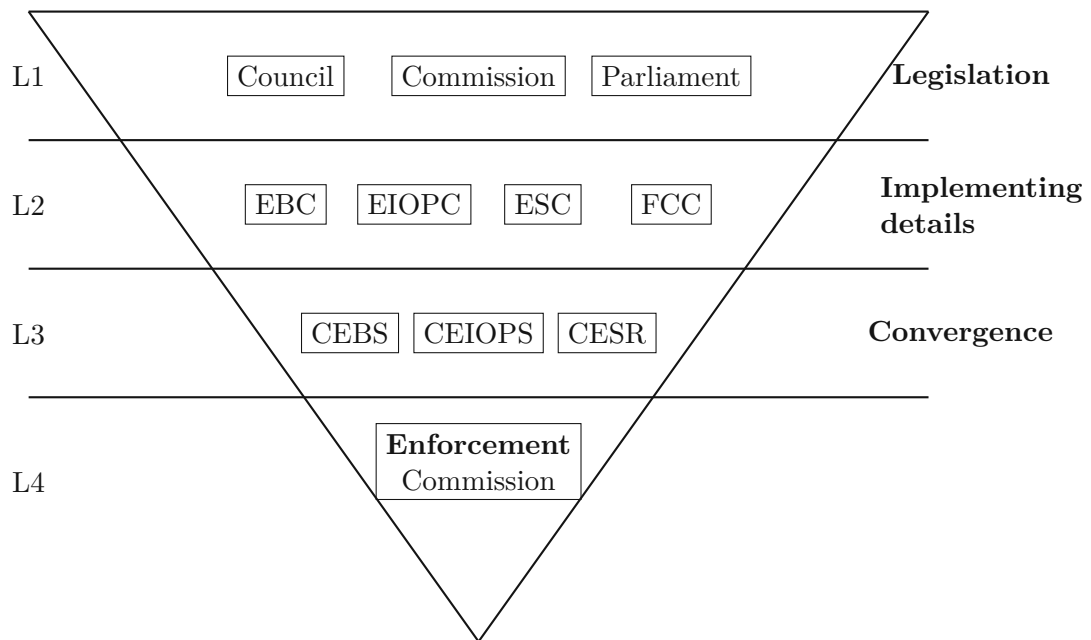 L1 Council Commission Parliament Legislation
L2 EBC EIOPC ESC FCC Implementing
details
L3 CEBS CEIOPS CESR Convergence
Enforcement
L4 Commission